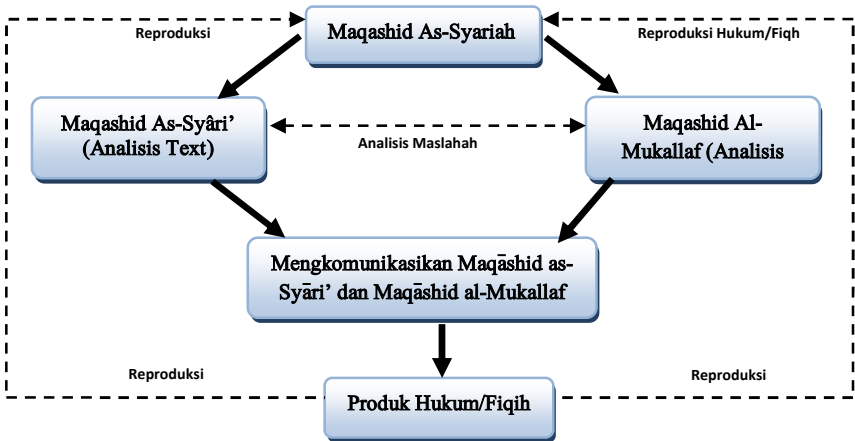 Reproduksi
Maqashid As-Syariah
Reproduksi Hukum/Fiqh
Maqashid As-Syâri’
(Analisis Text)
Analisis Maslahah
Maqashid Al-
Mukallaf (Analisis
Mengkomunikasikan Maqāshid as-
Syāri’ dan Maqāshid al-Mukallaf
Reproduksi
Reproduksi
Produk Hukum/Fiqih